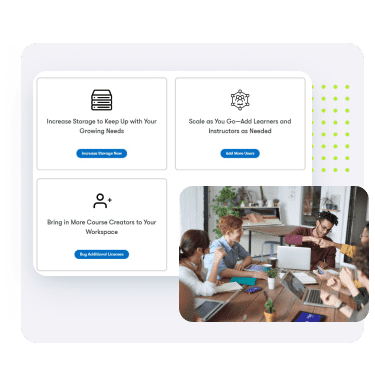 Increase Storage to Keep Up with Your
Growing Needs
Increase Storage Now
Scale as You Go—Add Learners and
Instructors as Needed
Add More Users
Bring in More Course Creators to Your
Workspace
Buy Additional Licenses